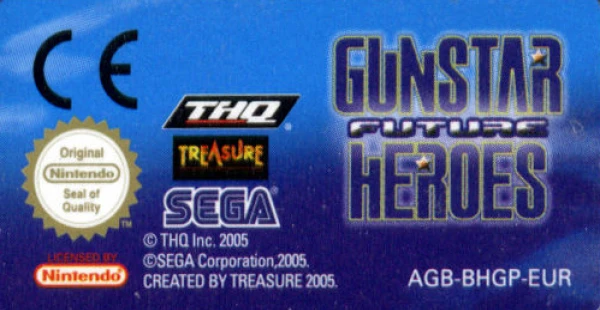 CE
GUNSTAR
FUTURE
HEROES
THQ
TREASURE
SEGA
Original
Nintendo
Seal of
Quality
TM
LICENSED BY
Nintendo
© THQ Inc. 2005
©SEGA Corporation,2005.
CREATED BY TREASURE 2005.
AGB-BHGP-EUR